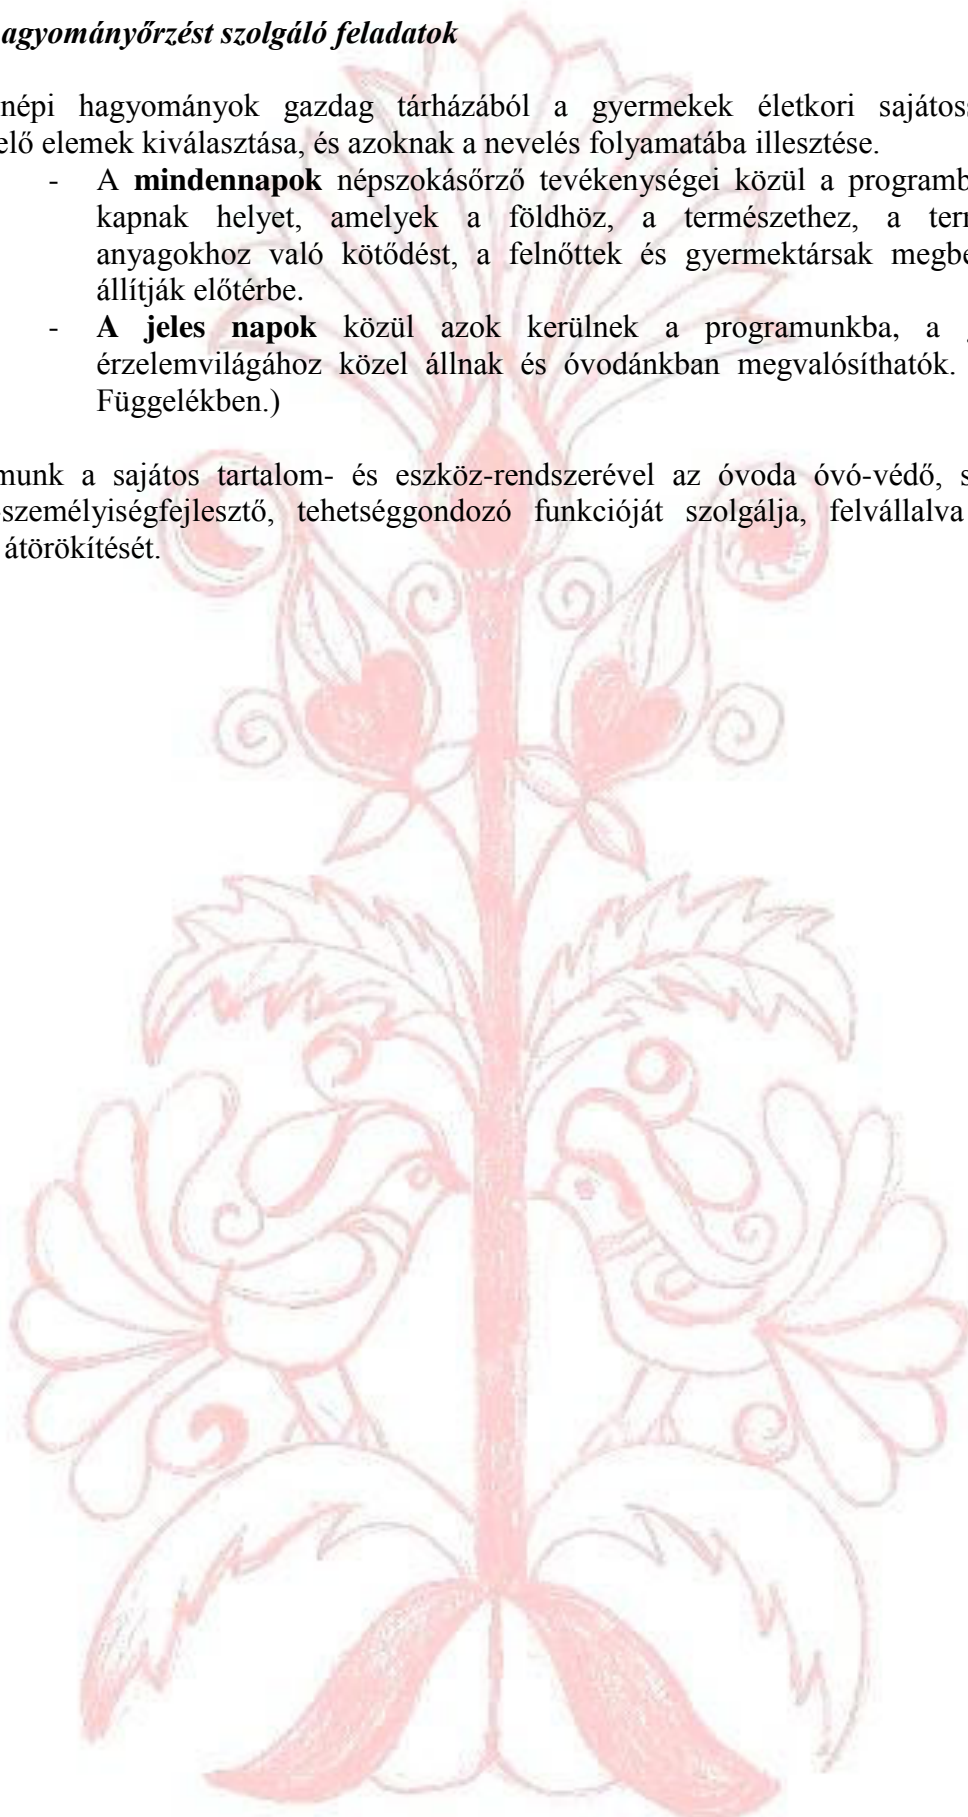 agyományőrzést szolgáló feladatok
népi hagyományok gazdag tárházából a gyermekek életkori sajátoss
elő elemek kiválasztása, és azoknak a nevelés folyamatába illesztése.
- A mindennapok népszokásőrző tevékenységei közül a programb
kapnak helyet, amelyek a földhöz, a természethez, a term
anyagokhoz való kötődést, a felnőttek és gyermektársak megbe
állítják előtérbe.
- A jeles napok közül azok kerülnek a programunkba, a
érzelemvilágához közel állnak és óvodánkban megvalósíthatók.
Függelékben.)
munk a sajátos tartalom- és eszköz-rendszerével az óvoda óvó-védő, s
személyiségfejlesztő, tehetséggondozó funkcióját szolgálja, felvállalva
átörökítését.